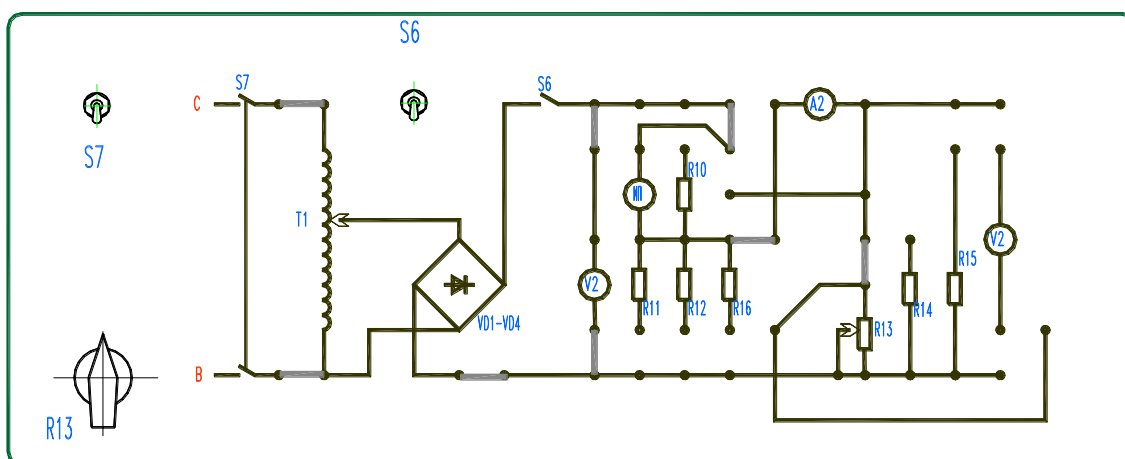 S6
S7
S7
C
S6
A2
R10
МП
T1
V2
R15
V2
R11
R12
R16
R14
VD1-VD4
R13
B
R13